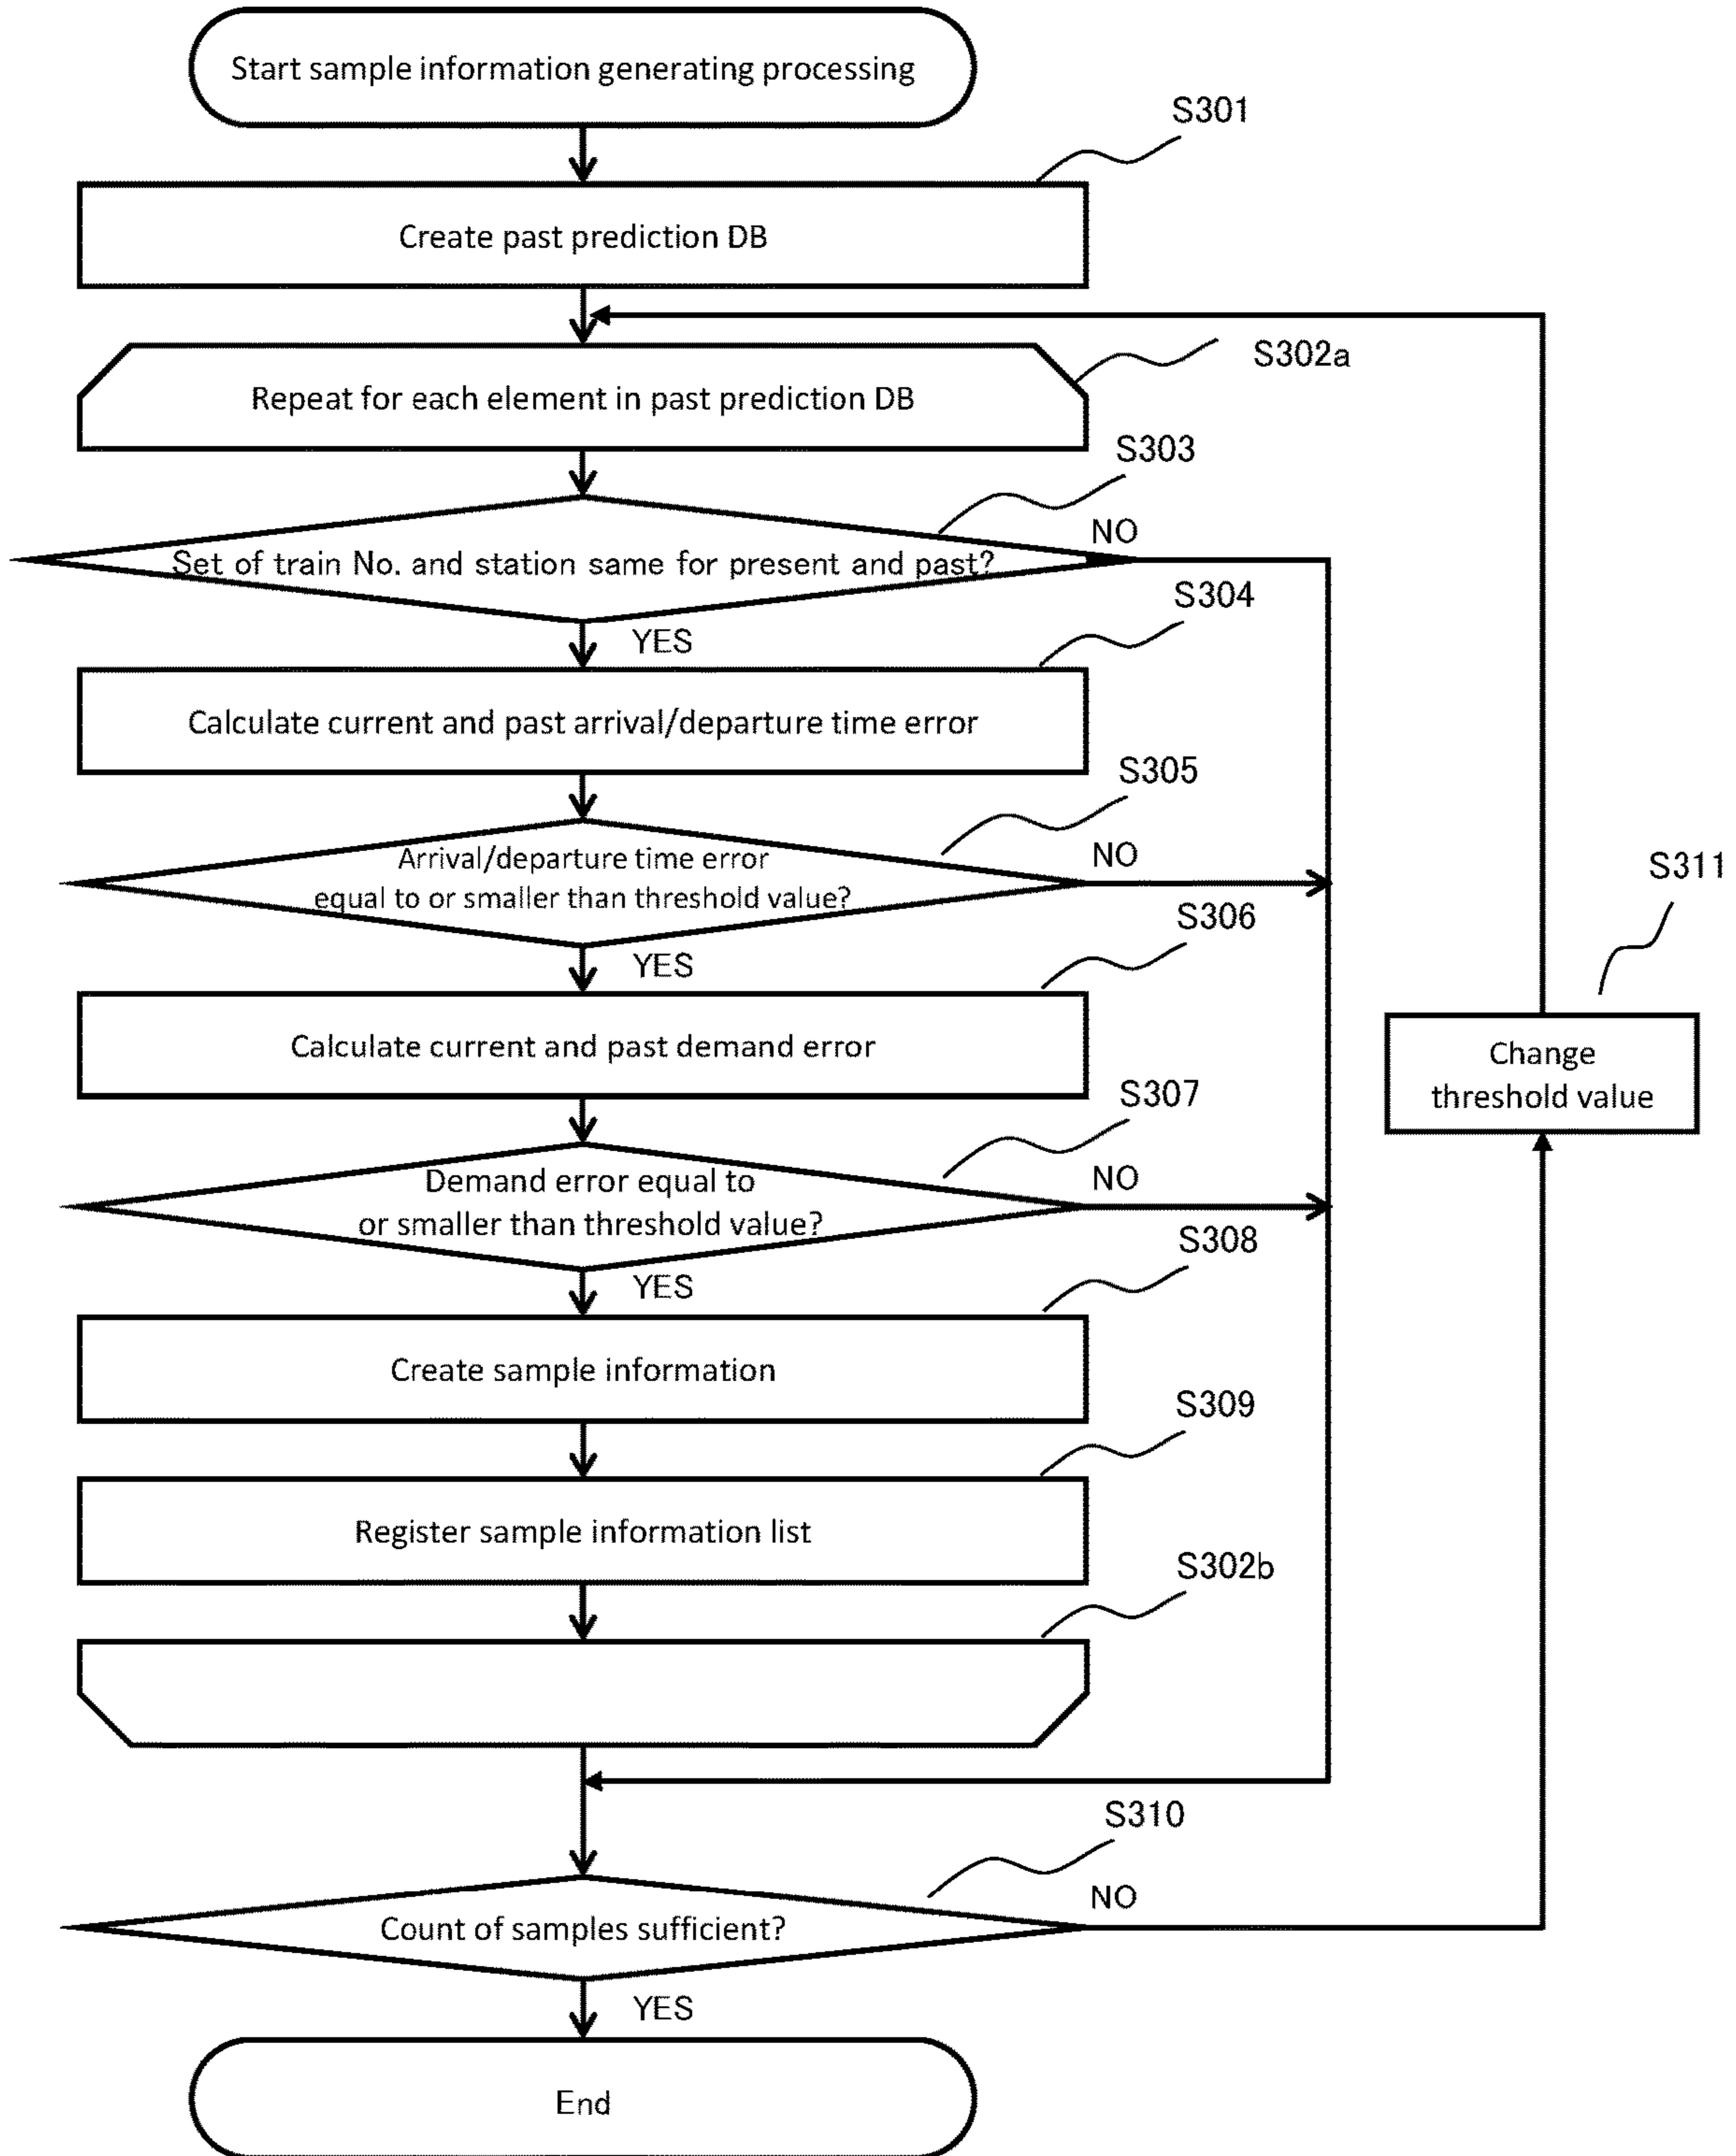 Start sample information generating processing
S301
Create past prediction DB
S302a
Repeat for each element in past prediction DB
S303
Set of train No. and station same for present and past?
NO
YES
S304
Calculate current and past arrival/departure time error
S305
Arrival/departure time error
equal to or smaller than threshold value?
NO
YES
S306
Calculate current and past demand error
S307
Demand error equal to
or smaller than threshold value?
NO
YES
S308
Create sample information
S309
Register sample information list
S302b
S310
Count of samples sufficient?
NO
YES
S311
Change
threshold value
End